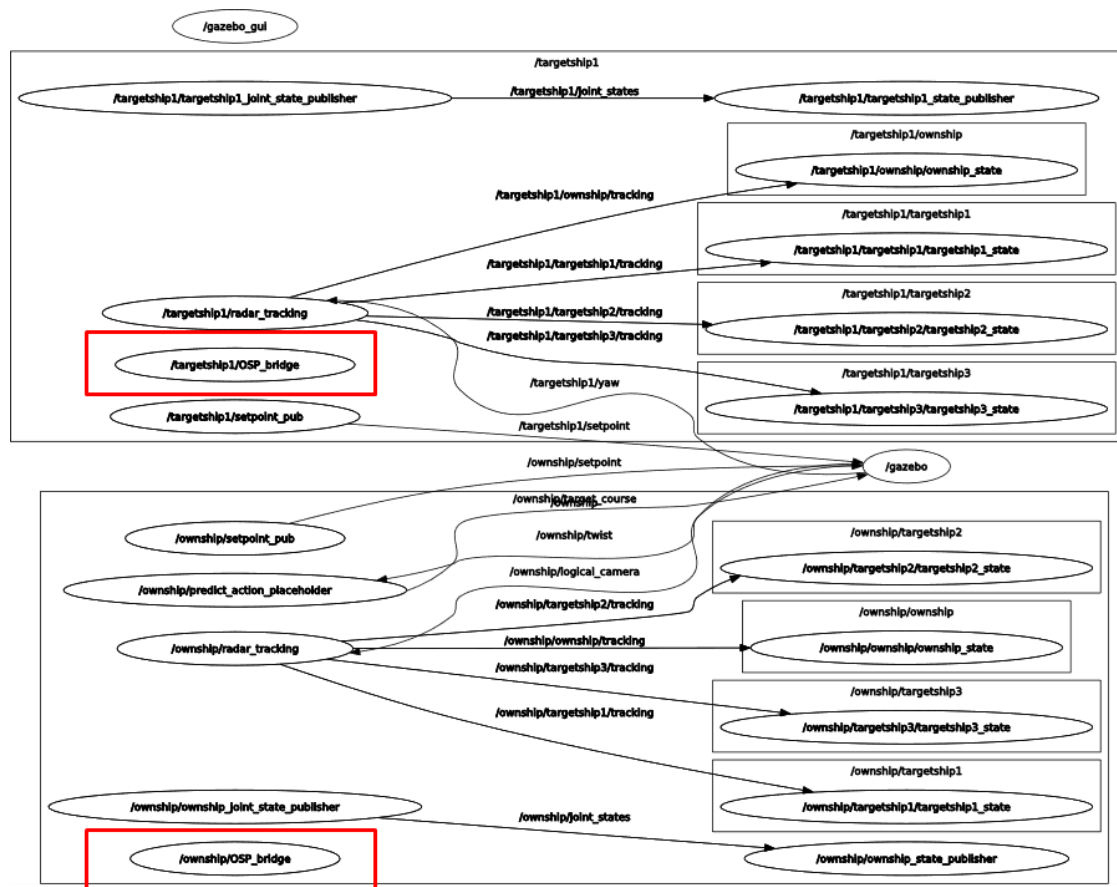 /gazebo_gui
/targetship1
/targetship1/targetship1_joint_state_publisher
/targetship1/joint_states
/targetship1/targetship1_state_publisher
/targetship1/ownship
/targetship1/ownship/tracking
/targetship1/ownship/ownship_state
/targetship1/targetship1
/targetship1/targetship1/tracking
/targetship1/targetship1/targetship1_state
/targetship1/targetship2
/targetship1/radar_tracking
/targetship1/targetship2/tracking
/targetship1/targetship2/targetship2_state
/targetship1/targetship3/tracking
/targetship1/OSP_bridge
/targetship1/targetship3
/targetship1/yaw
/targetship1/targetship3/targetship3_state
/targetship1/setpoint_pub
/targetship1/setpoint
/ownship/setpoint
/gazebo
/ownship/target_course
/ownship
/ownship/setpoint_pub
/ownship/twist
/ownship/targetship2
/ownship/logical_camera
/ownship/targetship2/targetship2_state
/ownship/predict_action_placeholder
/ownship/targetship2/tracking
/ownship/ownship
/ownship/radar_tracking
/ownship/ownship/tracking
/ownship/ownship/ownship_state
/ownship/targetship3/tracking
/ownship/targetship3
/ownship/targetship1/tracking
/ownship/targetship3/targetship3_state
/ownship/targetship1
/ownship/ownship_joint_state_publisher
/ownship/targetship1/targetship1_state
/ownship/joint_states
/ownship/OSP_bridge
/ownship/ownship_state_publisher